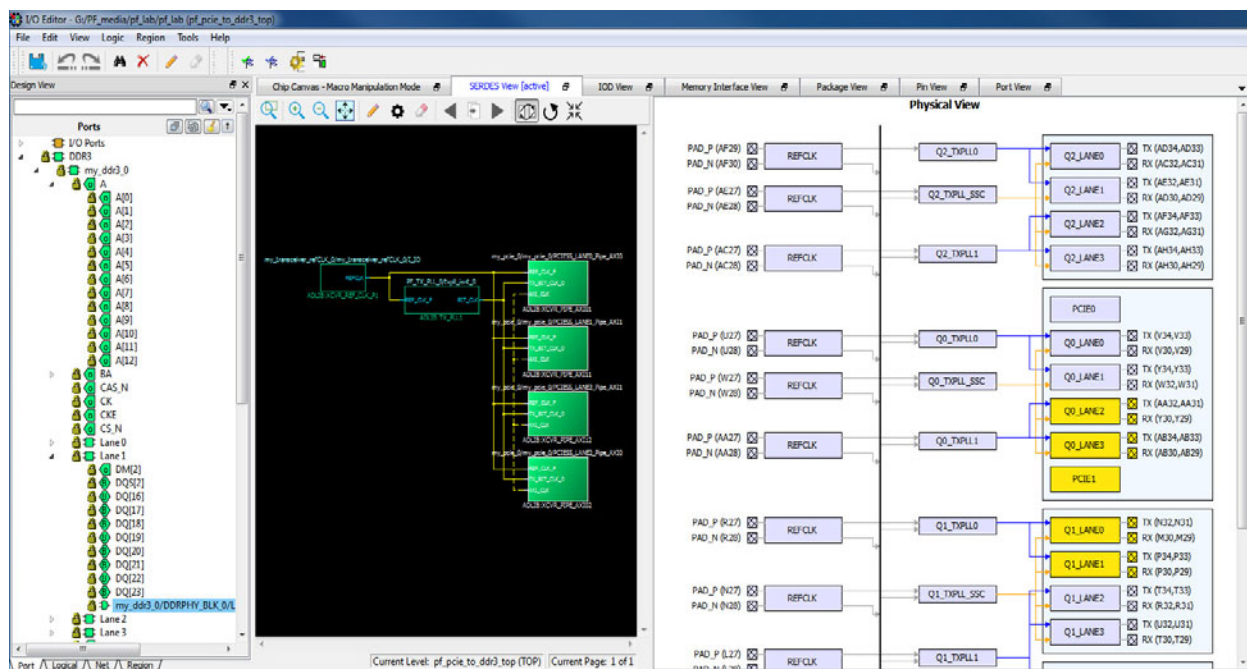 I/O Editor - G:/PF_media/pf_lab/pf_lab (pf_pcie_to_ddr3_top)
File Edit View Logic Region Tools Help
Design View
Ports
I/O Ports
DDR3
my_ddr3_0
A
A[0]
A[1]
A[2]
A[3]
A[4]
A[5]
A[6]
A[7]
A[8]
A[9]
A[10]
A[11]
A[12]
BA
CAS_N
CK
CKE
CS_N
Lane 0
Lane 1
DM[2]
DQS[2]
DQ[16]
DQ[17]
DQ[18]
DQ[19]
DQ[20]
DQ[21]
DQ[22]
DQ[23]
my_ddr3_0/DDRPHY_BLK_0/L
Lane 2
Lane 3
Port Logical Net Region
Chip Canvas - Macro Manipulation Mode SERDES View [active] IOD View Memory Interface View Package View Pin View Port View
REFCLK
REF_CLK_P BIT_CLK
REF_CLK_P
TX_BIT_CLK_0
REF_CLK_P
TX_BIT_CLK_0
REF_CLK_P
TX_BIT_CLK_0
REF_CLK_P
TX_BIT_CLK_0
Current Level: pf_pcie_to_ddr3_top (TOP) Current Page: 1 of 1
Physical View
PAD_P (AF29)
PAD_N (AF30)
REFCLK
Q2_TXPLL0
Q2_LANE0
TX (AD34,AD33)
RX (AC32,AC31)
PAD_P (AE27)
PAD_N (AE28)
REFCLK
Q2_TXPLL_SSC
Q2_LANE1
TX (AE32,AE31)
RX (AD30,AD29)
Q2_LANE2
TX (AF34,AF33)
RX (AG32,AG31)
PAD_P (AC27)
PAD_N (AC28)
REFCLK
Q2_TXPLL1
Q2_LANE3
TX (AH34,AH33)
RX (AH30,AH29)
PCIE0
PAD_P (U27)
PAD_N (U28)
REFCLK
Q0_TXPLL0
Q0_LANE0
TX (V34,V33)
RX (V30,V29)
PAD_P (W27)
PAD_N (W28)
REFCLK
Q0_TXPLL_SSC
Q0_LANE1
TX (Y34,Y33)
RX (W32,W31)
Q0_LANE2
TX (AA32,AA31)
RX (Y30,Y29)
PAD_P (AA27)
PAD_N (AA28)
REFCLK
Q0_TXPLL1
Q0_LANE3
TX (AB34,AB33)
RX (AB30,AB29)
PCIE1
PAD_P (R27)
PAD_N (R28)
REFCLK
Q1_TXPLL0
Q1_LANE0
TX (N32,N31)
RX (M30,M29)
Q1_LANE1
TX (P34,P33)
RX (P30,P29)
PAD_P (N27)
PAD_N (N28)
REFCLK
Q1_TXPLL_SSC
Q1_LANE2
TX (T34,T33)
RX (R32,R31)
Q1_LANE3
TX (U32,U31)
RX (T30,T29)
PAD_P (L27)
REFCLK
Q1_TXPLL1